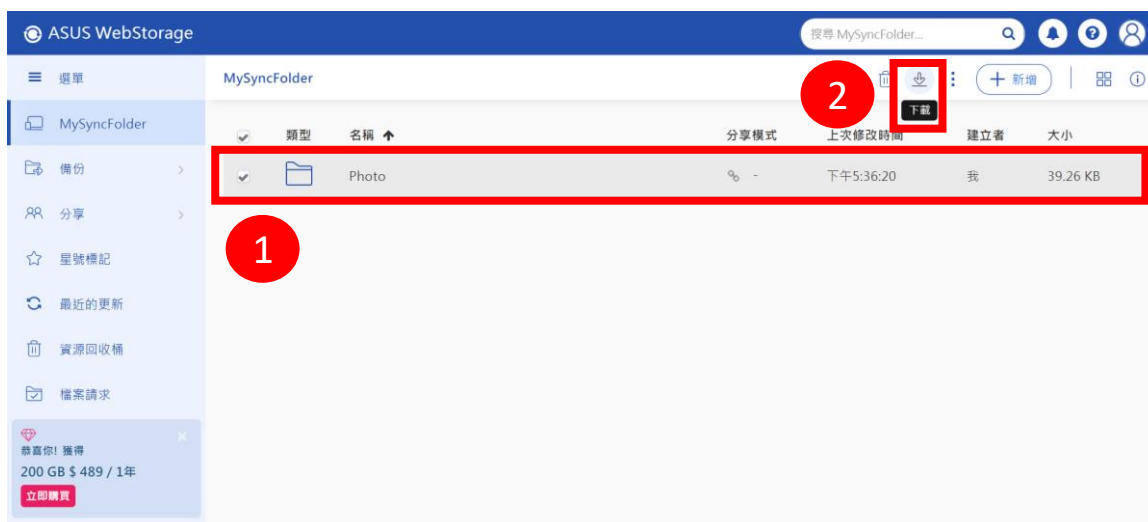 ASUS WebStorage
搜尋 MySyncFolder...
選單
MySyncFolder
2
下載
新增
MySyncFolder
類型 名稱 分享模式 上次修改時間 建立者 大小
備份
Photo - 下午5:36:20 我 39.26 KB
分享
1
星號標記
最近的更新
資源回收桶
檔案請求
恭喜你! 獲得
200 GB $ 489 / 1年
立即購買